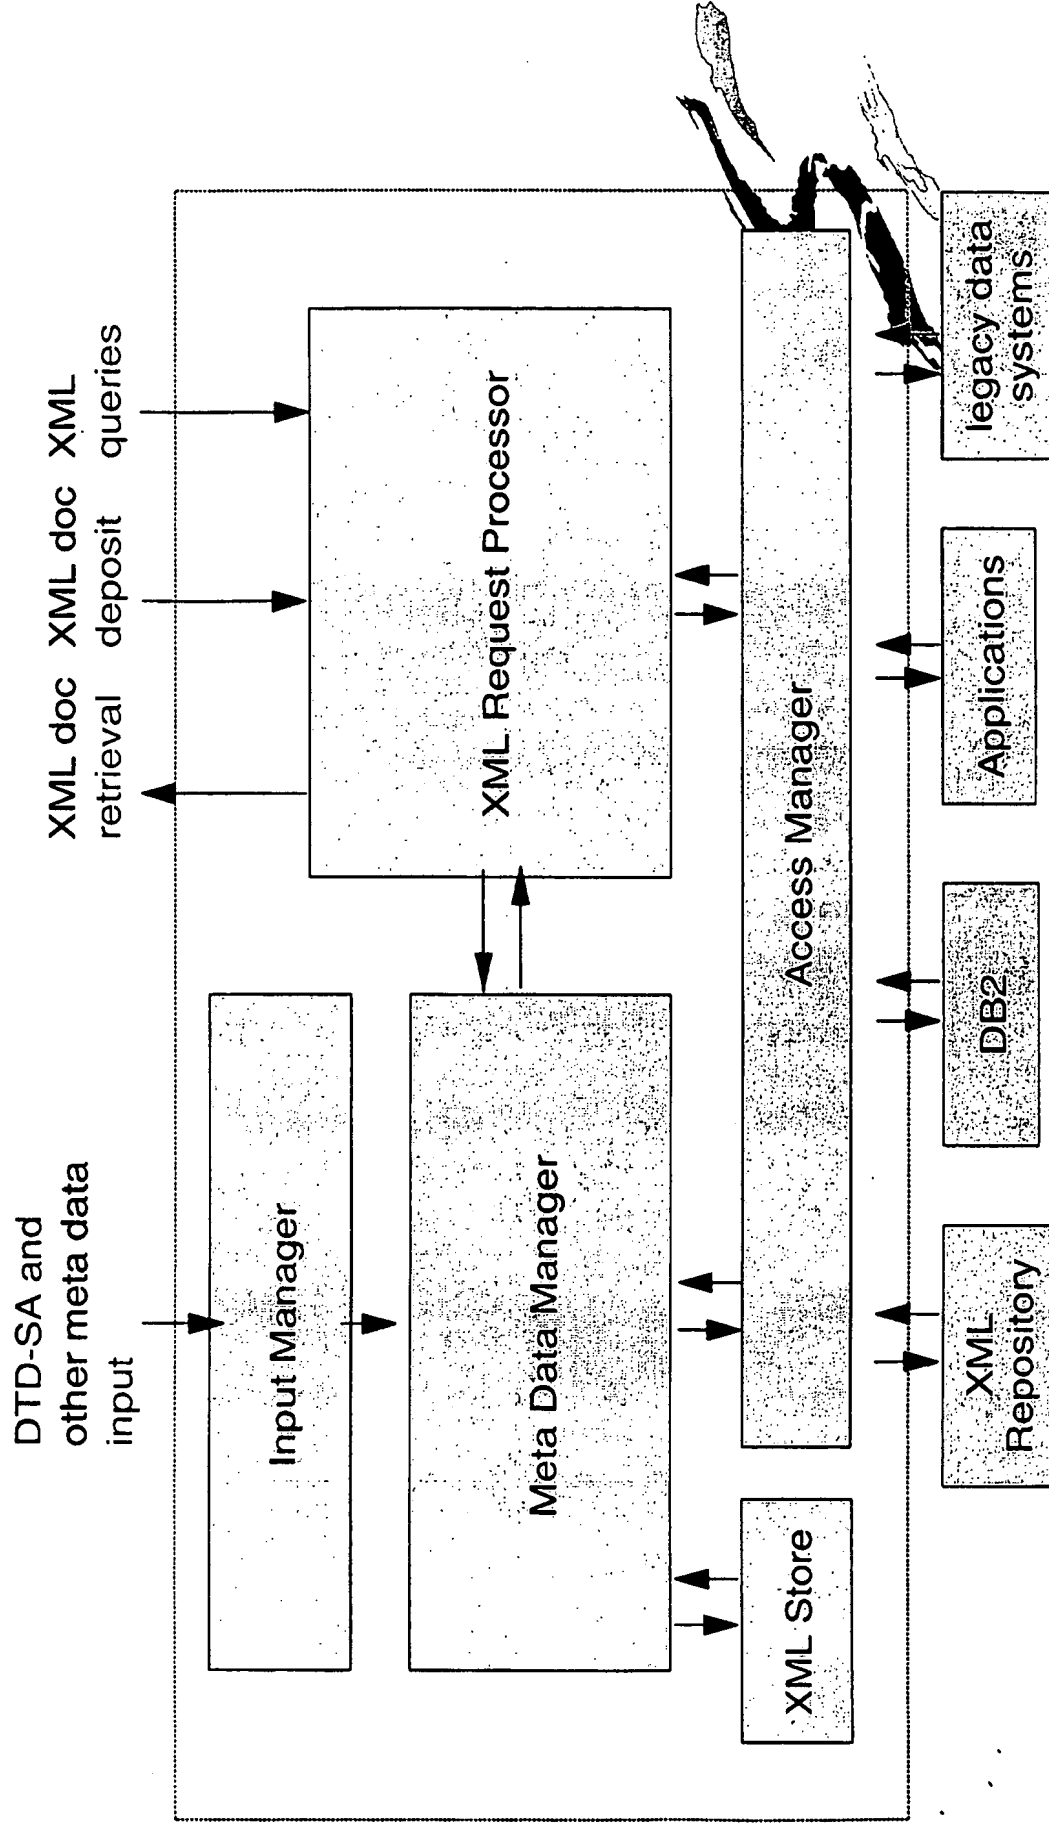 DTD-SA and
other meta data
input
XML doc
retrieval
XML doc
deposit
XML
queries
Input Manager
Meta Data Manager
XML Request Processor
XML Store
Access Manager
XML
Repository
DB2
Applications
legacy data
systems